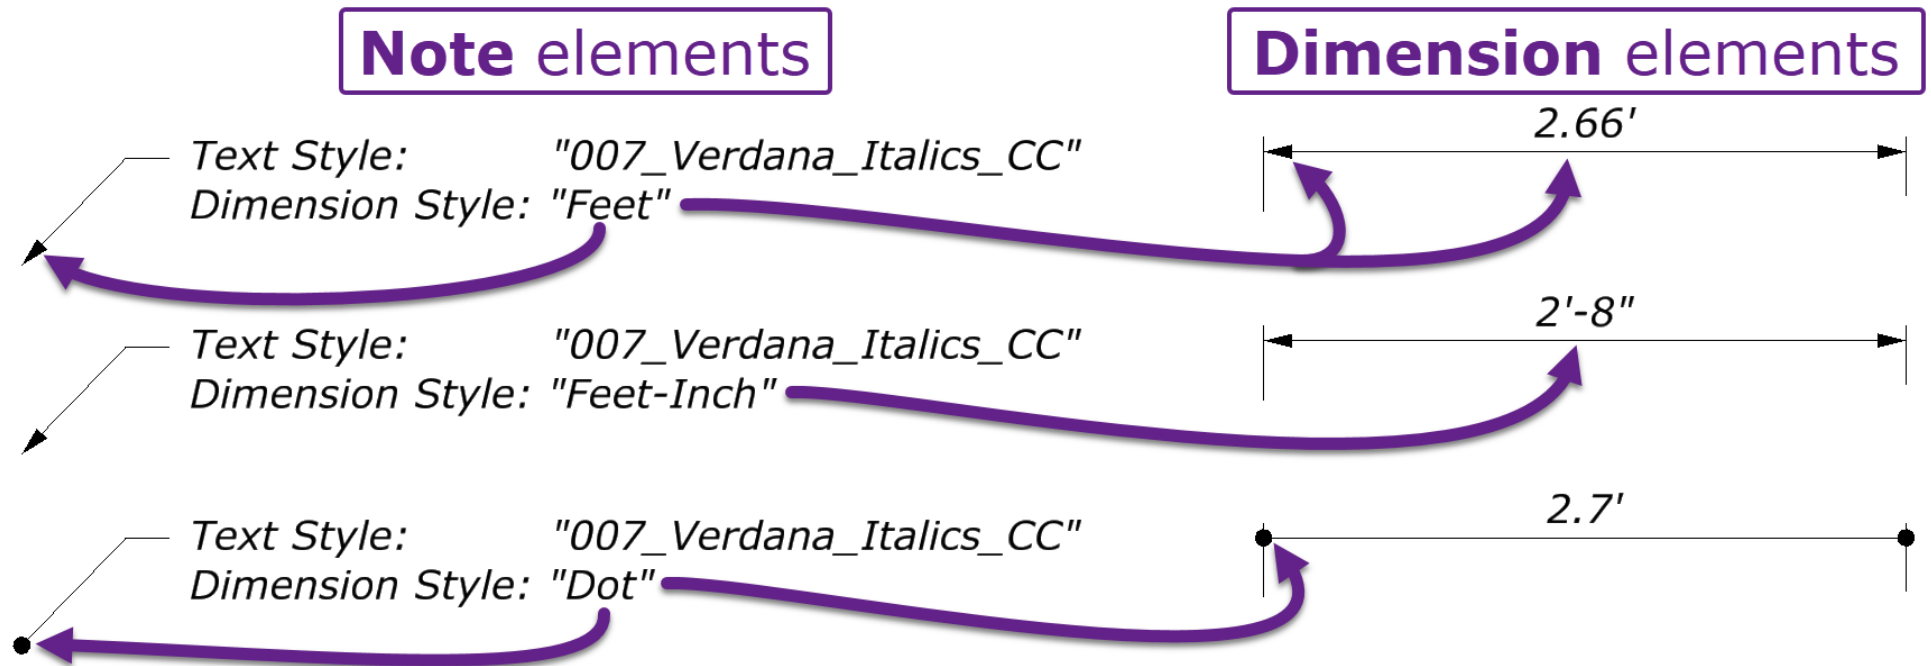 Note elements
Dimension elements
Text Style: "007_Verdana_Italics_CC"
Dimension Style: "Feet"
2.66'
Text Style: "007_Verdana_Italics_CC"
Dimension Style: "Feet-Inch"
2'-8"
Text Style: "007_Verdana_Italics_CC"
Dimension Style: "Dot"
2.7'